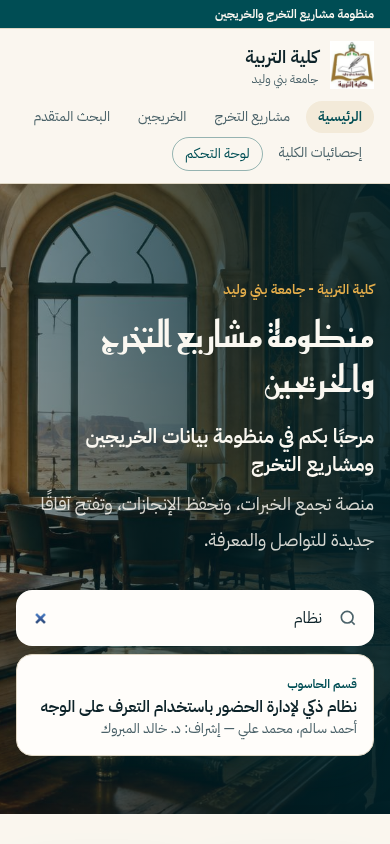 منظومة مشاريع التخرج والخريجين
كلية التربية
جامعة بني وليد
كلية التربية
الرئيسية
مشاريع التخرج
الخريجين
البحث المتقدم
إحصائيات الكلية
لوحة التحكم
كلية التربية - جامعة بني وليد
منظومة مشاريع التخرج
والخريجين
مرحبًا بكم في منظومة بيانات الخريجين
ومشاريع التخرج
منصة تجمع الخبرات، وتحفظ الإنجازات، وتفتح آفاقًا
جديدة للتواصل والمعرفة.
نظام
قسم الحاسوب
نظام ذكي لإدارة الحضور باستخدام التعرف على الوجه
أحمد سالم، محمد علي — إشراف: د. خالد المبروك